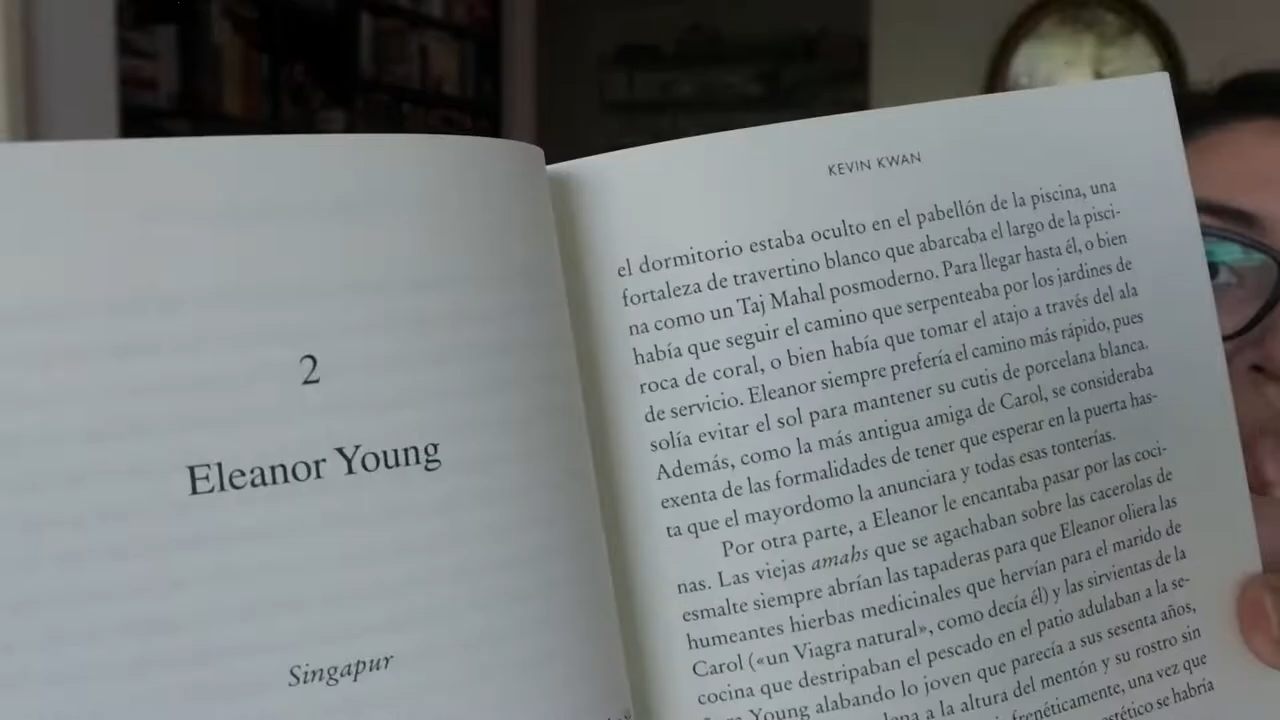 2
Eleanor Young
Singapur
KEVIN KWAN
el dormitorio estaba oculto en el pabellón de la piscina, una
fortaleza de travertino blanco que abarcaba el largo de la pisci-
na como un Taj Mahal posmoderno. Para llegar hasta él, o bien
había que seguir el camino que serpenteaba por los jardines de
roca de coral, o bien había que tomar el atajo a través del ala
de servicio. Eleanor siempre prefería el camino más rápido, pues
solía evitar el sol para mantener su cutis de porcelana blanca.
Además, como la más antigua amiga de Carol, se consideraba
exenta de las formalidades de tener que esperar en la puerta has-
ta que el mayordomo la anunciara y todas esas tonterías.
Por otra parte, a Eleanor le encantaba pasar por las coci-
nas. Las viejas amahs que se agachaban sobre las cacerolas de
esmalte siempre abrían las tapaderas para que Eleanor oliera las
humeantes hierbas medicinales que hervían para el marido de
Carol («un Viagra natural», como decía él) y las sirvientas de la
cocina que destripaban el pescado en el patio adulaban a la se-
Young alabando lo joven que parecía a sus sesenta años,
a la altura del mentón y su rostro sin
frenéticamente, una vez que
estético se habría